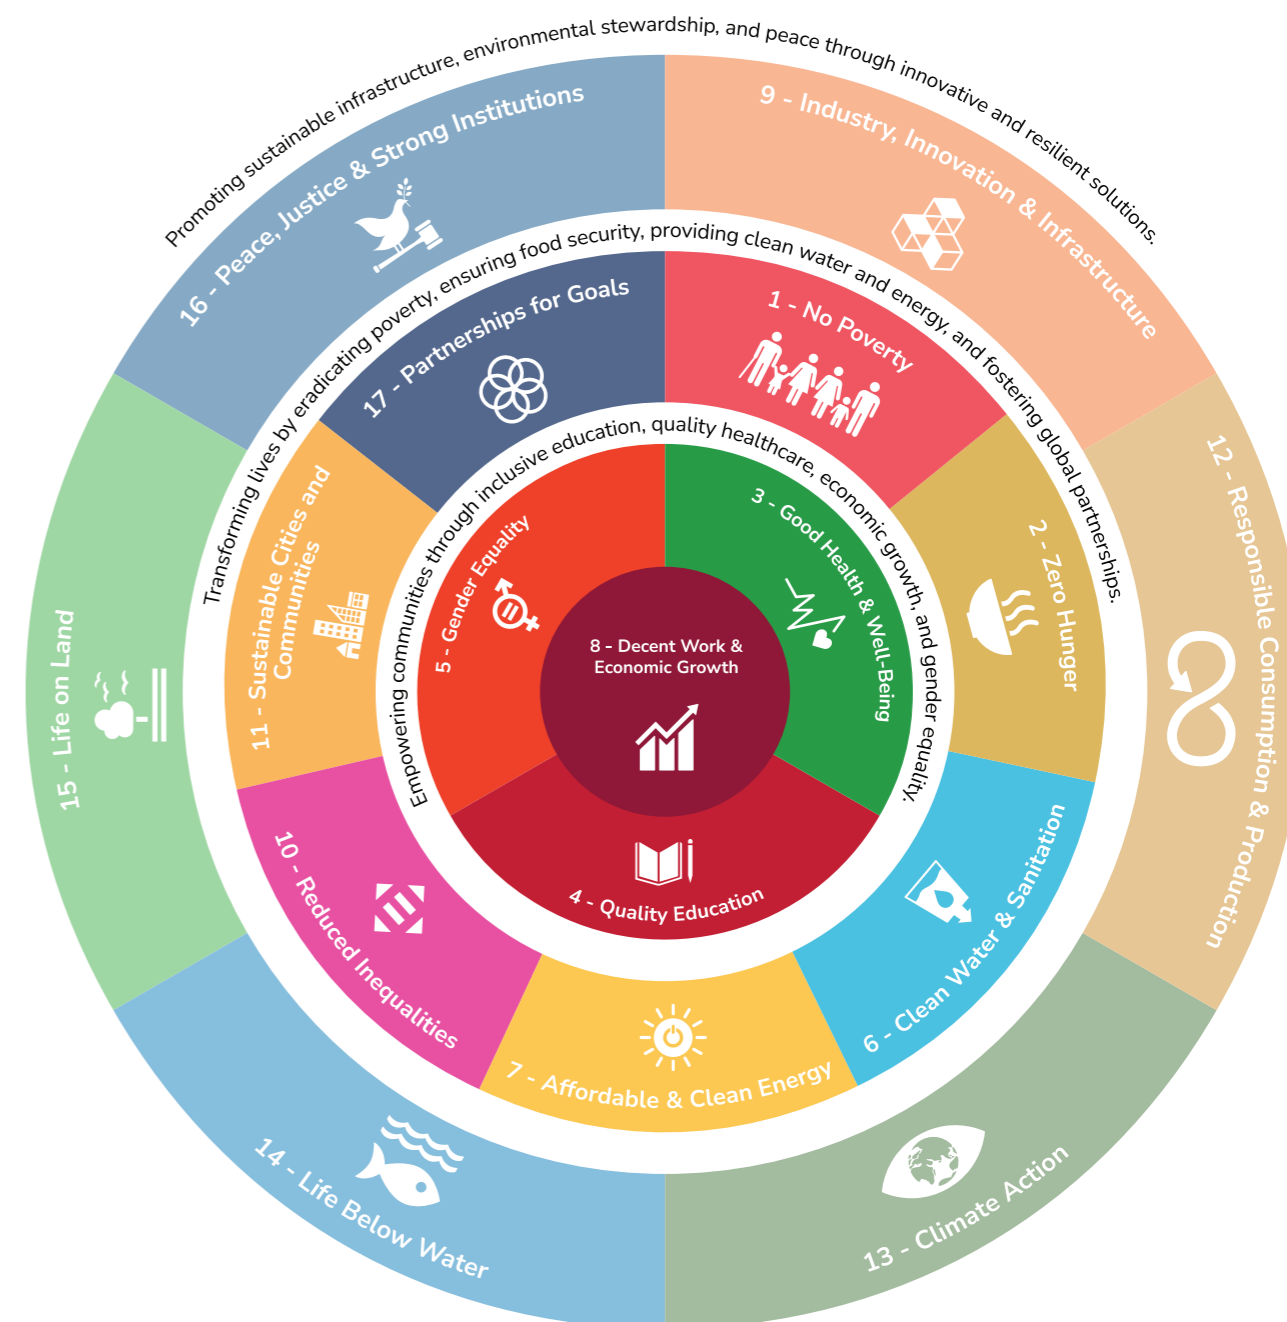 Promoting sustainable infrastructure, environmental stewardship, and peace through innovative and resilient solutions.
16 - Peace, Justice & Strong Institutions
9 - Industry, Innovation & Infrastructure
12 - Responsible Consumption & Production
13 - Climate Action
14 - Life Below Water
15 - Life on Land
Transforming lives by eradicating poverty, ensuring food security, providing clean water and energy, and fostering global partnerships.
17 - Partnerships for Goals
1 - No Poverty
2 - Zero Hunger
6 - Clean Water & Sanitation
7 - Affordable & Clean Energy
10 - Reduced Inequalities
11 - Sustainable Cities and
Communities
Empowering communities through inclusive education, quality healthcare, economic growth, and gender equality.
5 - Gender Equality
3 - Good Health & Well-Being
4 - Quality Education
8 - Decent Work &
Economic Growth